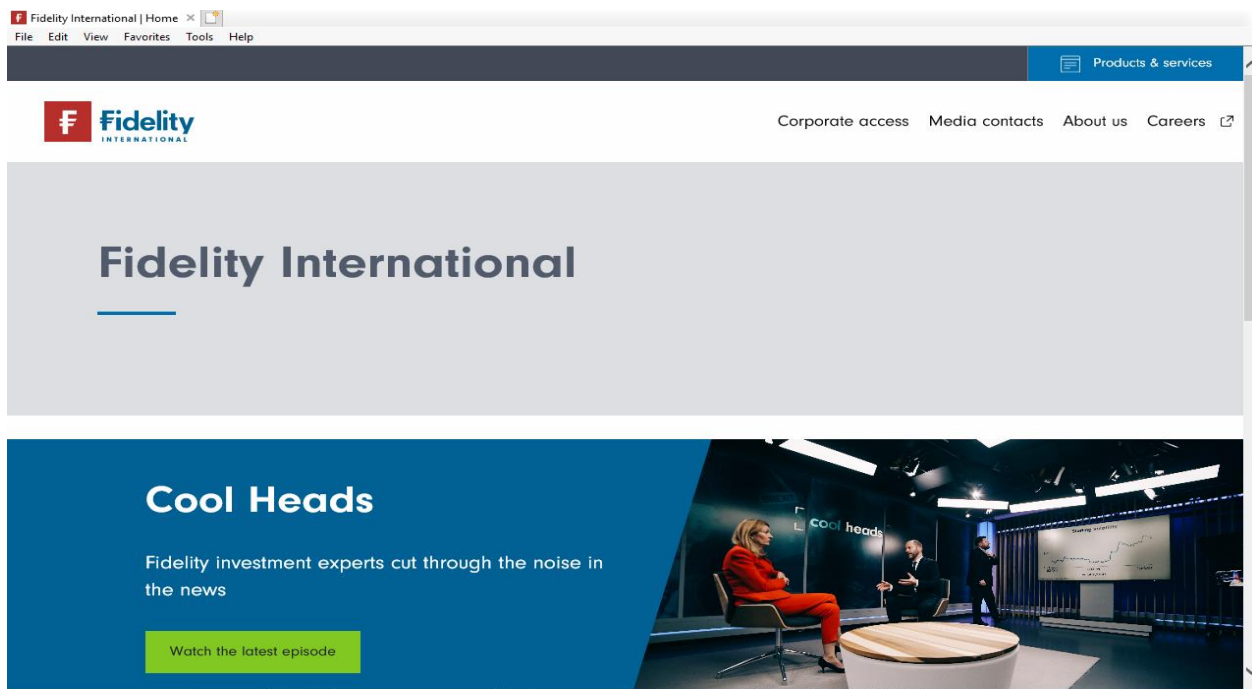 Fidelity International | Home
File Edit View Favorites Tools Help
Products & services
Fidelity
INTERNATIONAL
Corporate access Media contacts About us Careers
Fidelity International
Cool Heads
Fidelity investment experts cut through the noise in
the news
Watch the latest episode
cool heads